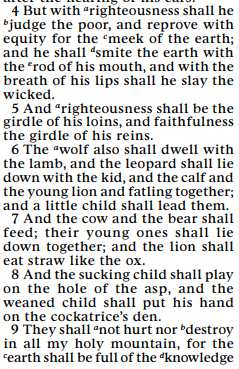 after the hearing of his ears:
4 But with ᵃrighteousness shall he
ᵇjudge the poor, and reprove with
equity for the ᶜmeek of the earth;
and he shall ᵈsmite the earth with
the ᵉrod of his mouth, and with the
breath of his lips shall he slay the
wicked.
5 And ᵃrighteousness shall be the
girdle of his loins, and faithfulness
the girdle of his reins.
6 The ᵃwolf also shall dwell with
the lamb, and the leopard shall lie
down with the kid, and the calf and
the young lion and fatling together;
and a little child shall lead them.
7 And the cow and the bear shall
feed; their young ones shall lie
down together; and the lion shall
eat straw like the ox.
8 And the sucking child shall play
on the hole of the asp, and the
weaned child shall put his hand
on the cockatrice's den.
9 They shall ᵃnot hurt nor ᵇdestroy
in all my holy mountain, for the
ᶜearth shall be full of the ᵈknowledge